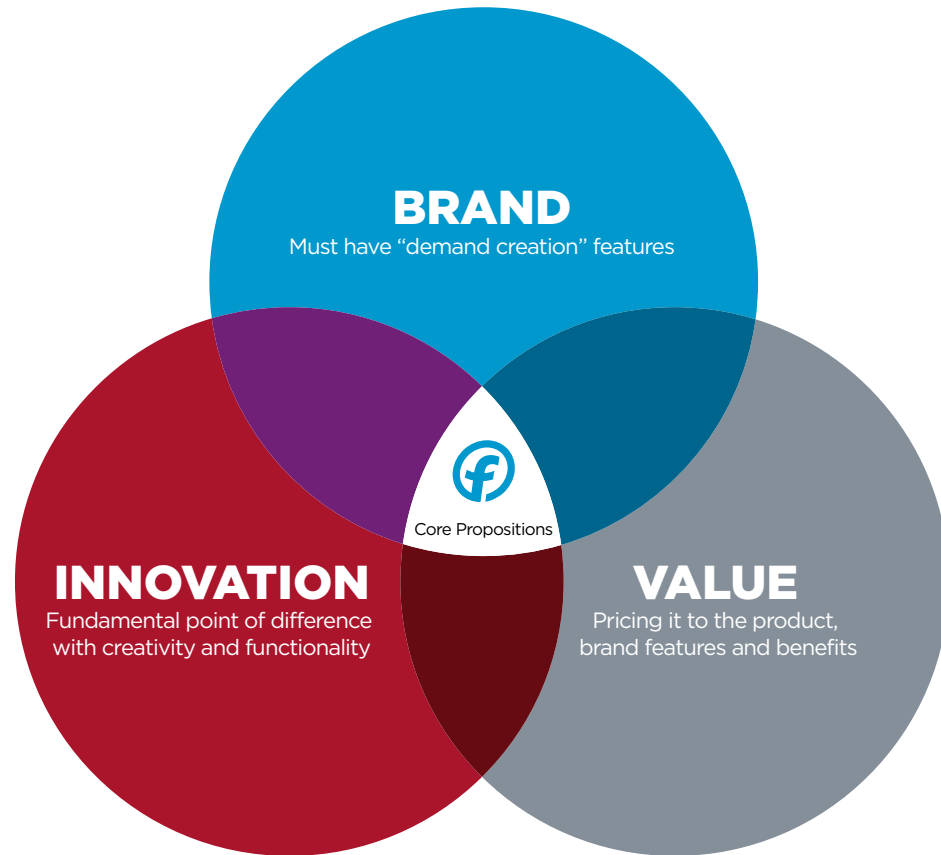 BRAND
Must have “demand creation” features
f
Core Propositions
INNOVATION
Fundamental point of difference
with creativity and functionality
VALUE
Pricing it to the product,
brand features and benefits